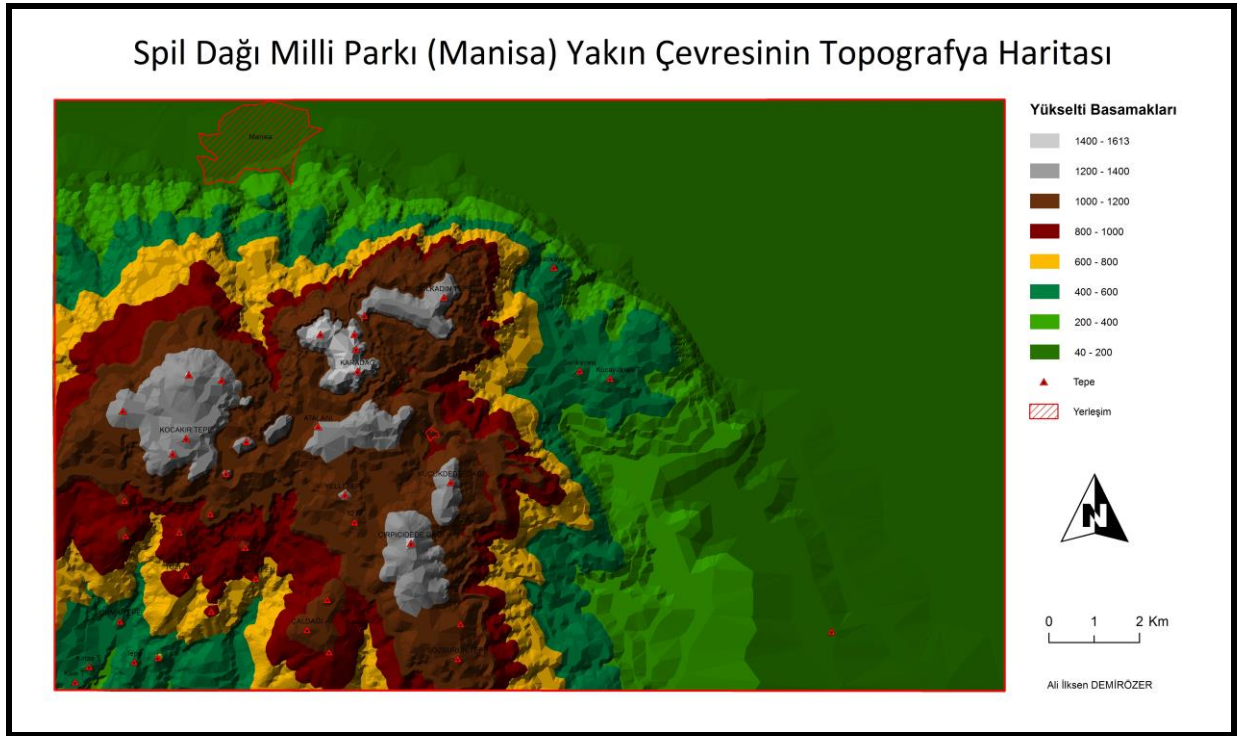 Spil Dağı Milli Parkı (Manisa) Yakın Çevresinin Topografya Haritası
Manisa
KARADAĞ
KOCAKIR TEPE
ATALANI
ÇALDAĞI
Yükselti Basamakları
1400 - 1613
1200 - 1400
1000 - 1200
800 - 1000
600 - 800
400 - 600
200 - 400
40 - 200
Tepe
Yerleşim
N
0 1 2 Km
Ali İlksen DEMİRÖZER